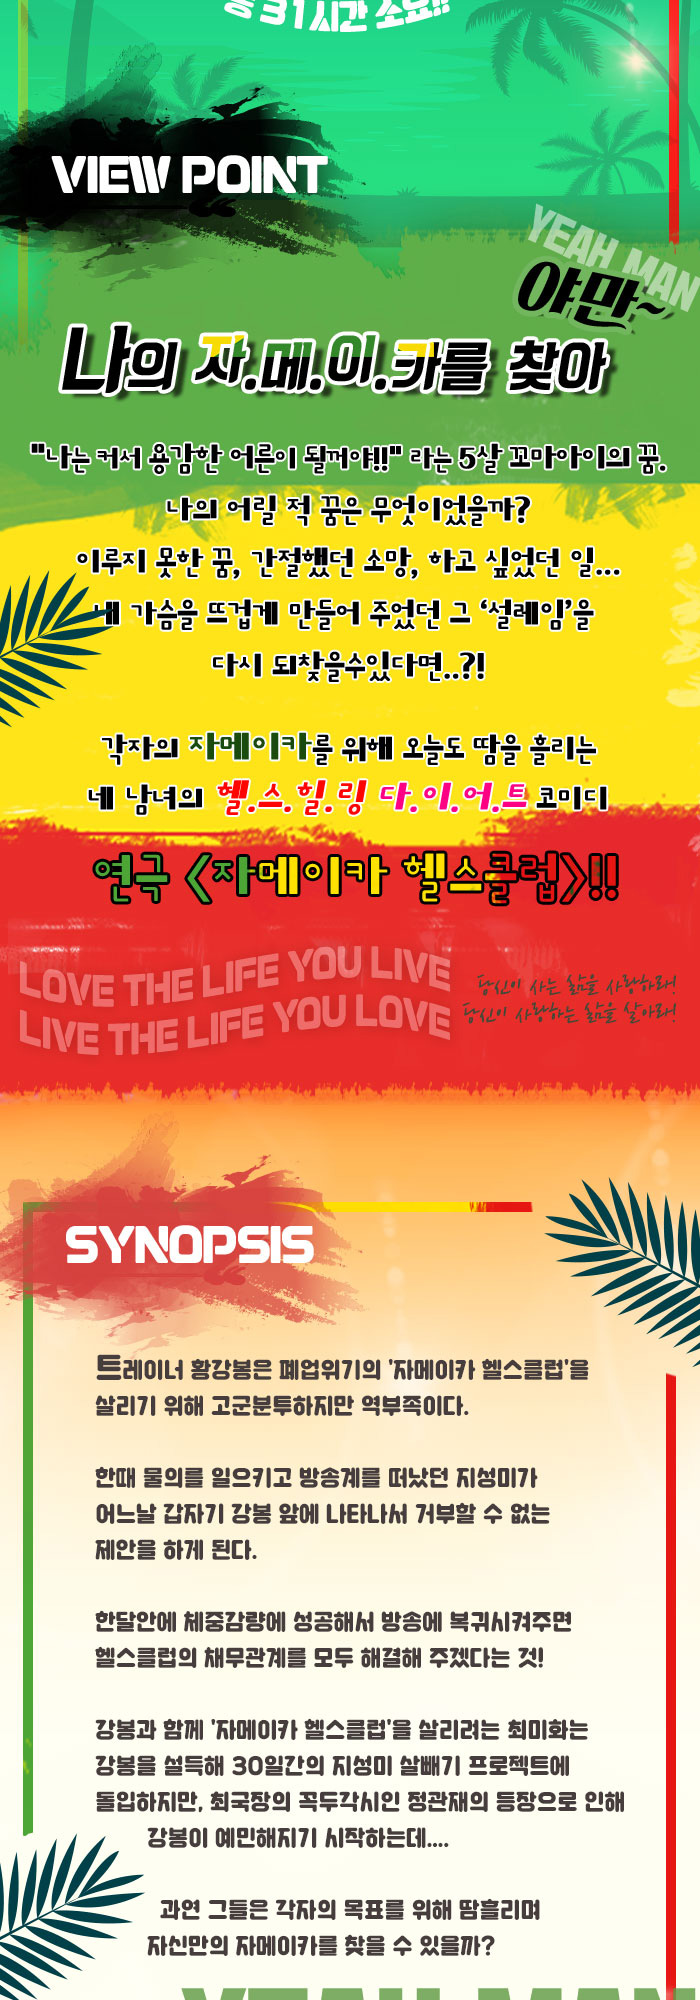 총 31시간 소요!!
VIEW POINT
YEAH MAN
야만~
나의 자.메.이.카를 찾아
"나는 커서 용감한 어른이 될꺼야!!" 라는 5살 꼬마아이의 꿈.
나의 어릴 적 꿈은 무엇이었을까?
이루지 못한 꿈, 간절했던 소망, 하고 싶었던 일...
내 가슴을 뜨겁게 만들어 주었던 그 '설레임'을
다시 되찾을수있다면..?!
각자의 자메이카를 위해 오늘도 땀을 흘리는
네 남녀의 헬.스.힐.링 다.이.어.트 코미디
연극 <자메이카 헬스클럽>!!
LOVE THE LIFE YOU LIVE
LIVE THE LIFE YOU LOVE
당신이 사는 삶을 사랑하라!
당신이 사랑하는 삶을 살아라!
SYNOPSIS
트레이너 황강봉은 폐업위기의 '자메이카 헬스클럽'을
살리기 위해 고군분투하지만 역부족이다.
한때 물의를 일으키고 방송계를 떠났던 지성미가
어느날 갑자기 강봉 앞에 나타나서 거부할 수 없는
제안을 하게 된다.
한달안에 체중감량에 성공해서 방송에 복귀시켜주면
헬스클럽의 채무관계를 모두 해결해 주겠다는 것!
강봉과 함께 '자메이카 헬스클럽'을 살리려는 최미화는
강봉을 설득해 30일간의 지성미 살빼기 프로젝트에
돌입하지만, 최국장의 꼭두각시인 정관재의 등장으로 인해
강봉이 예민해지기 시작하는데....
과연 그들은 각자의 목표를 위해 땀흘리며
자신만의 자메이카를 찾을 수 있을까?
YEAH MAN